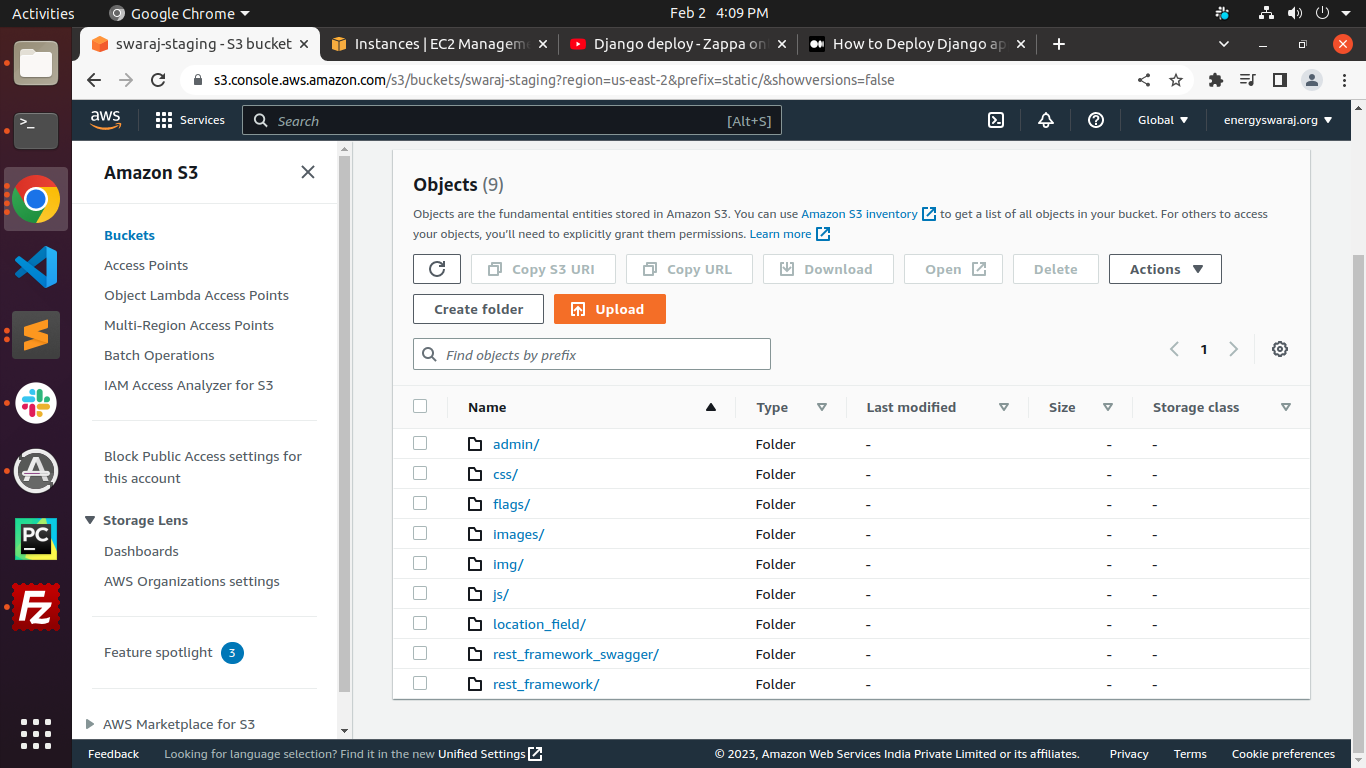 Activities
Google Chrome
Feb 2 4:09 PM
swaraj-staging - S3 bucket
Instances | EC2 Manageme
Django deploy - Zappa onl
How to Deploy Django ap
s3.console.aws.amazon.com/s3/buckets/swaraj-staging?region=us-east-2&prefix=static/&showversions=false
aws
Services
Search
[Alt+S]
Global
energyswaraj.org
Amazon S3
Buckets
Access Points
Object Lambda Access Points
Multi-Region Access Points
Batch Operations
IAM Access Analyzer for S3
Block Public Access settings for
this account
Storage Lens
Dashboards
AWS Organizations settings
Feature spotlight 3
AWS Marketplace for S3
Objects (9)
Objects are the fundamental entities stored in Amazon S3. You can use Amazon S3 inventory to get a list of all objects in your bucket. For others to access
your objects, you'll need to explicitly grant them permissions. Learn more
Copy S3 URI
Copy URL
Download
Open
Delete
Actions
Create folder
Upload
Find objects by prefix
1
Name Type Last modified Size Storage class
admin/ Folder - - -
css/ Folder - - -
flags/ Folder - - -
images/ Folder - - -
img/ Folder - - -
js/ Folder - - -
location_field/ Folder - - -
rest_framework_swagger/ Folder - - -
rest_framework/ Folder - - -
Feedback
Looking for language selection? Find it in the new Unified Settings
© 2023, Amazon Web Services India Private Limited or its affiliates.
Privacy
Terms
Cookie preferences
>_
PC
FZ